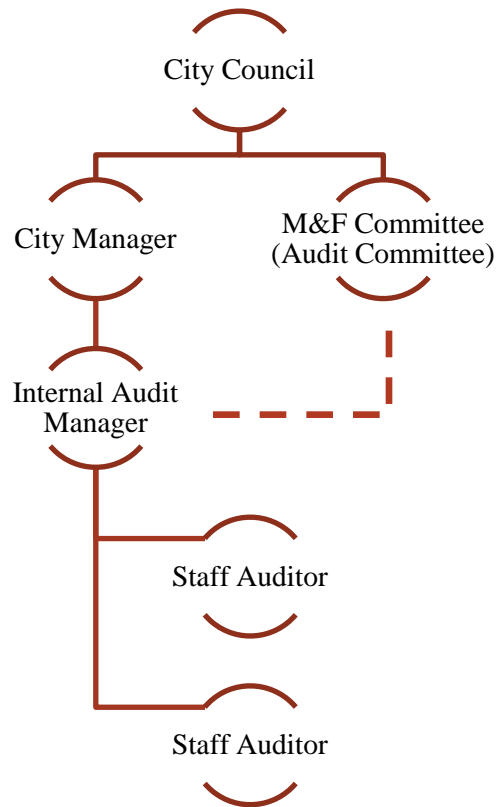 City Council
City Manager
M&F Committee
(Audit Committee)
Internal Audit
Manager
Staff Auditor
Staff Auditor